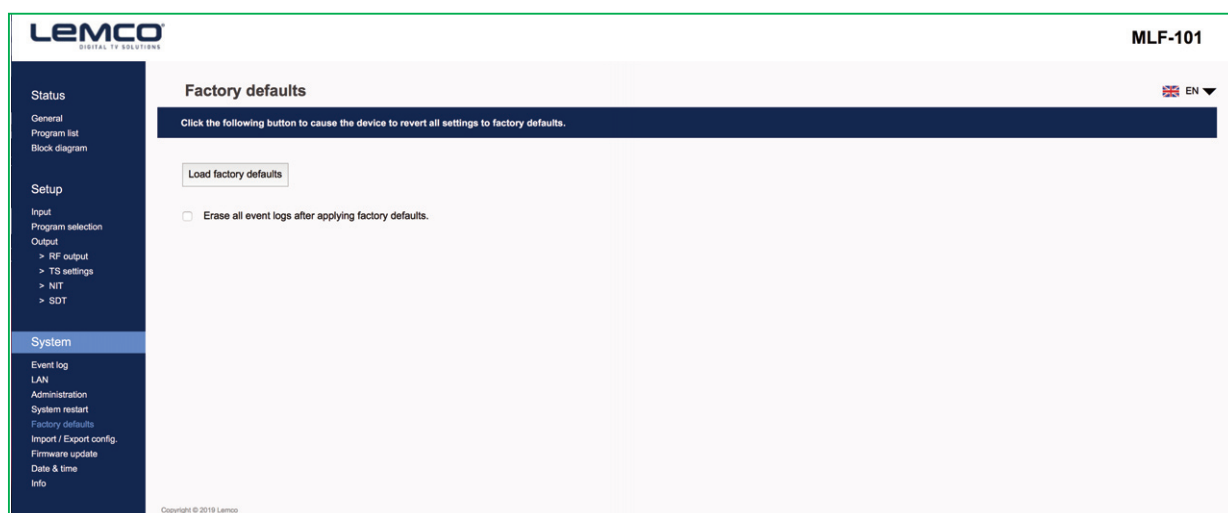 Lemco
DIGITAL TV SOLUTIONS
MLF-101
Status
General
Program list
Block diagram
Setup
Input
Program selection
Output
> RF output
> TS settings
> NIT
> SDT
System
Event log
LAN
Administration
System restart
Factory defaults
Import / Export config.
Firmware update
Date & time
Info
Factory defaults
EN
Click the following button to cause the device to revert all settings to factory defaults.
Load factory defaults
Erase all event logs after applying factory defaults.
Copyright © 2019 Lemco